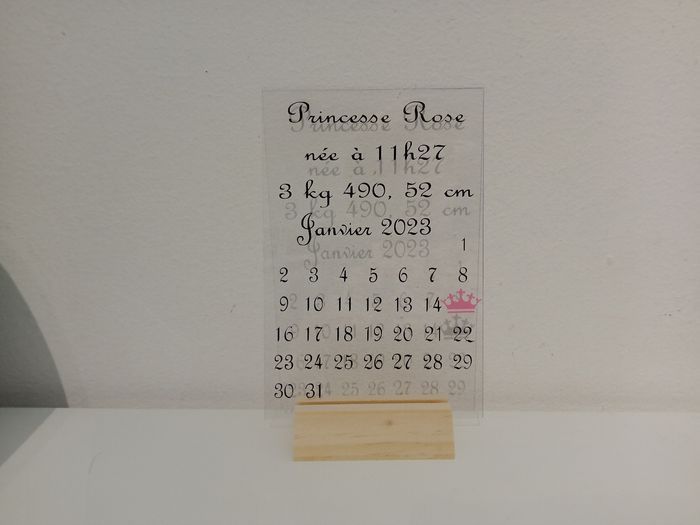 Princesse Rose
née à 11h27
3 kg 490, 52 cm
Janvier 2023
1
2 3 4 5 6 7 8
9 10 11 12 13 14
16 17 18 19 20 21 22
23 24 25 26 27 28 29
30 31